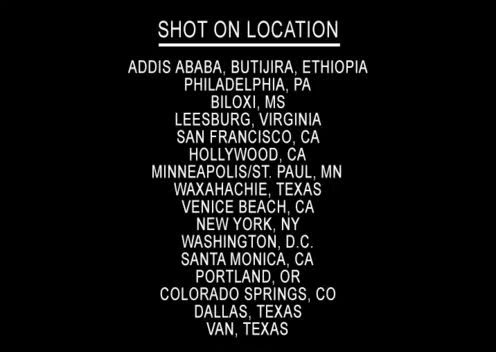 SHOT ON LOCATION
ADDIS ABABA, BUTIJIRA, ETHIOPIA
PHILADELPHIA, PA
BILOXI, MS
LEESBURG, VIRGINIA
SAN FRANCISCO, CA
HOLLYWOOD, CA
MINNEAPOLIS/ST. PAUL, MN
WAXAHACHIE, TEXAS
VENICE BEACH, CA
NEW YORK, NY
WASHINGTON, D.C.
SANTA MONICA, CA
PORTLAND, OR
COLORADO SPRINGS, CO
DALLAS, TEXAS
VAN, TEXAS